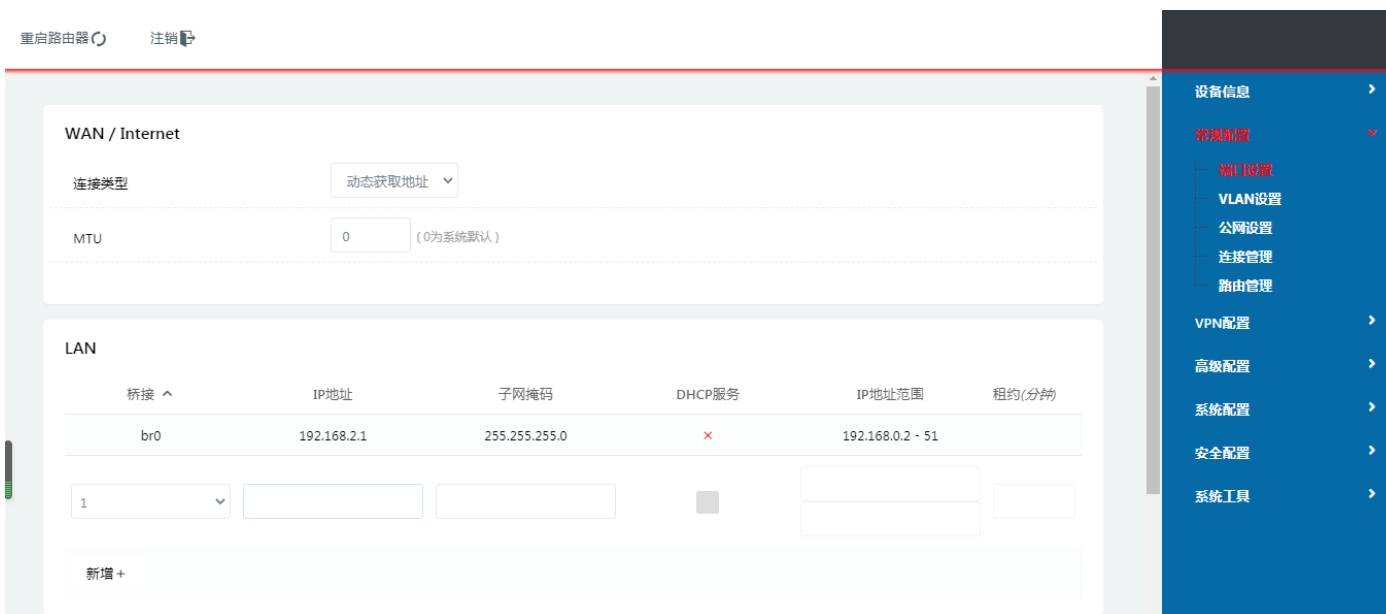 重启路由器 注销
WAN / Internet
连接类型 动态获取地址
MTU 0 ( 0为系统默认 )
LAN
桥接 IP地址 子网掩码 DHCP服务 IP地址范围 租约(分钟)
br0 192.168.2.1 255.255.255.0 × 192.168.0.2 - 51
1
新增 +
设备信息
常规配置
端口设置
VLAN设置
公网设置
连接管理
路由管理
VPN配置
高级配置
系统配置
安全配置
系统工具